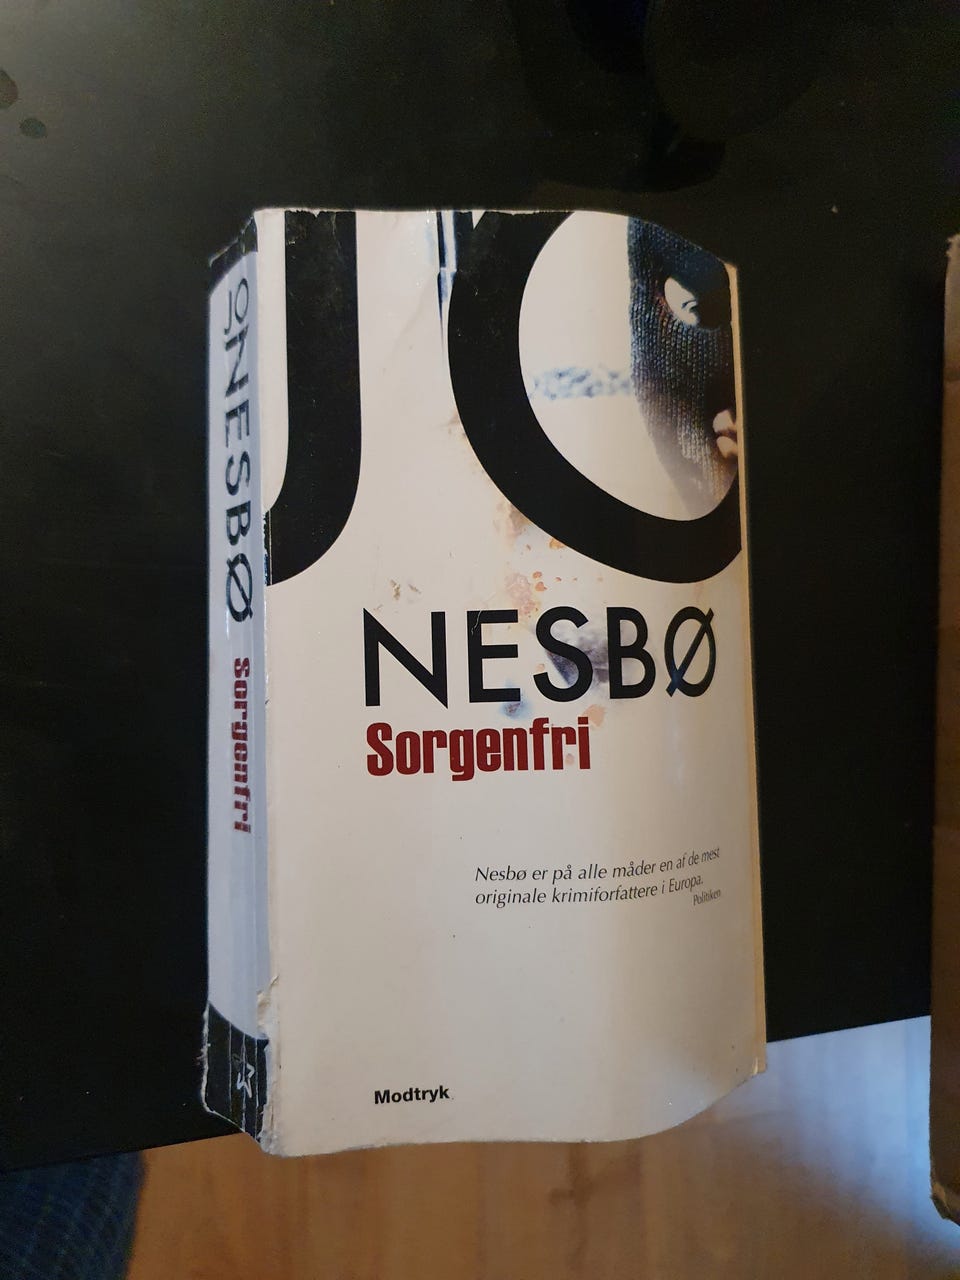 JO
NESBØ
Sorgenfri
Nesbø er på alle måder en af de mest
originale krimiforfattere i Europa.
Politiken
Modtryk
JO NESBØ Sorgenfri